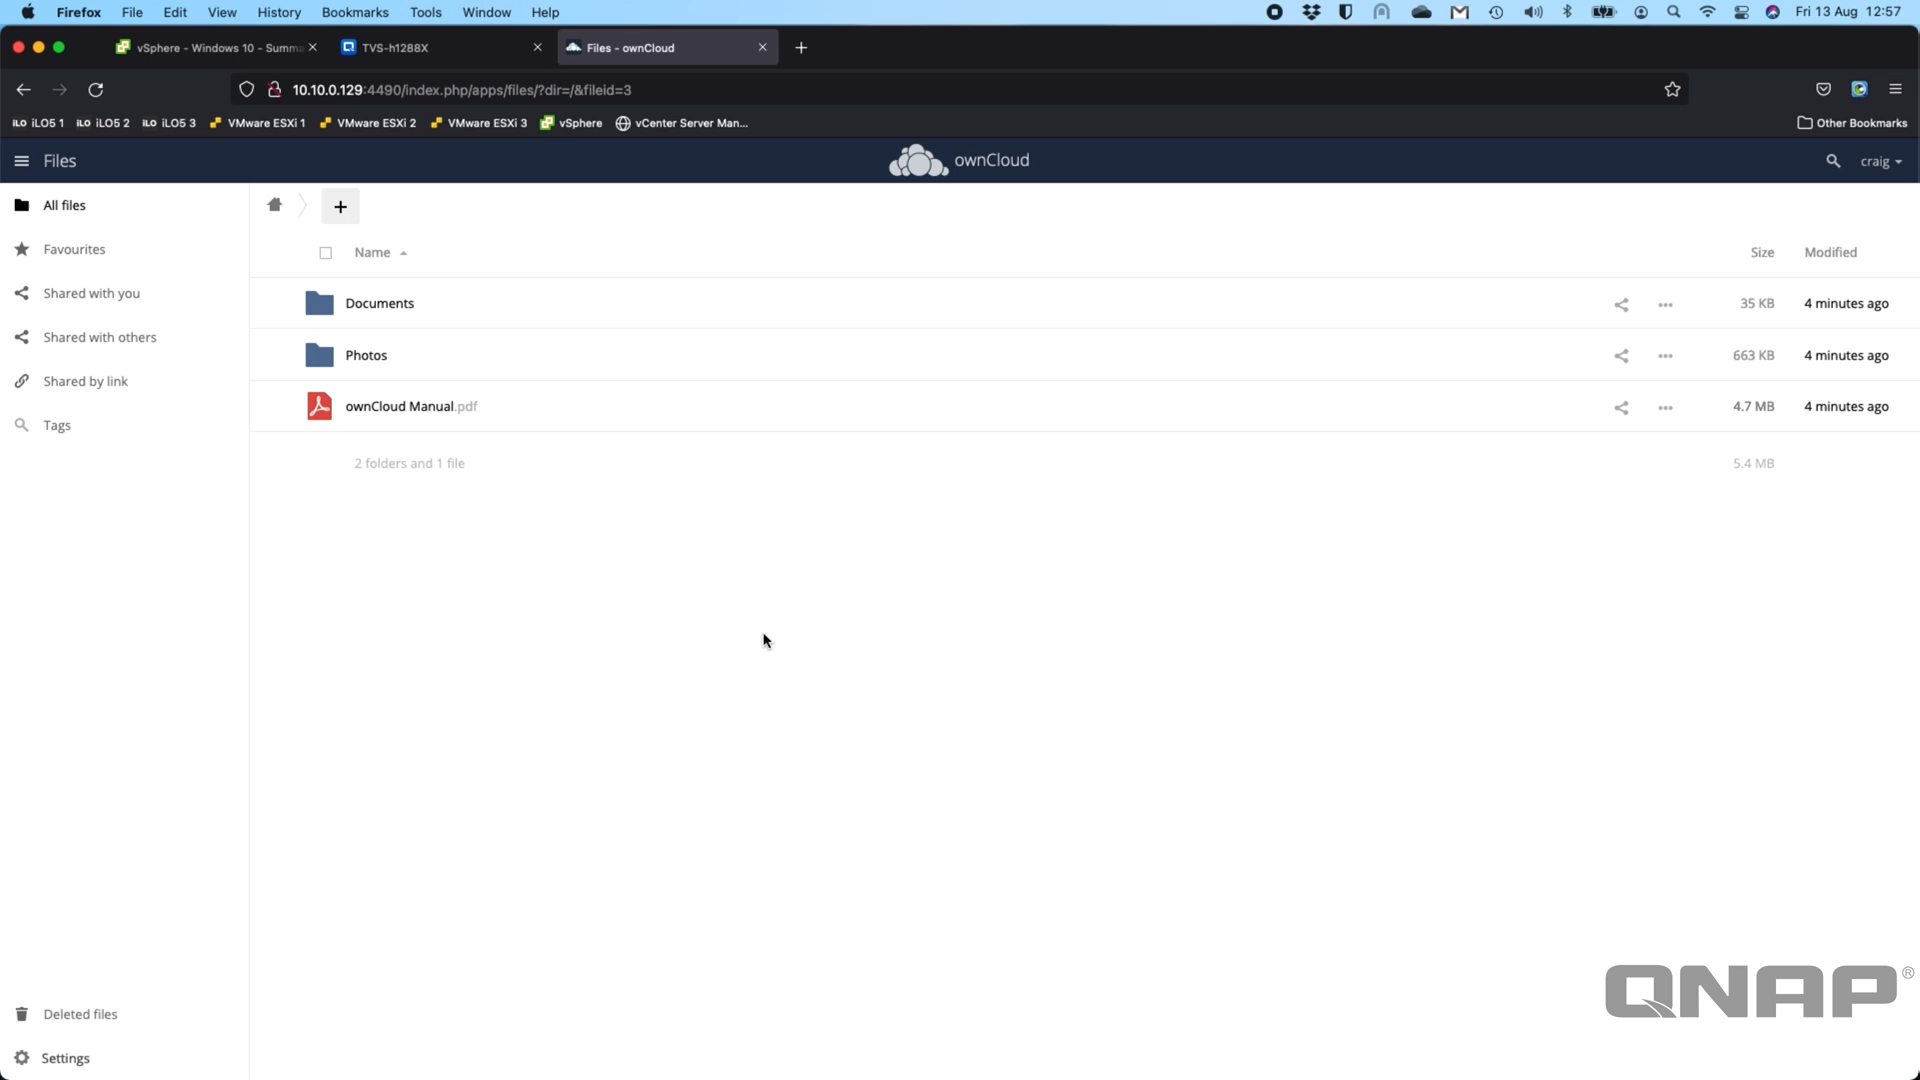 Firefox File Edit View History Bookmarks Tools Window Help Fri 13 Aug 12:57
vSphere - Windows 10 - Summa TVS-h1288X Files - ownCloud
10.10.0.129:4490/index.php/apps/files/?dir=/&fileid=3
iLO iLO5 1 iLO iLO5 2 iLO iLO5 3 VMware ESXi 1 VMware ESXi 2 VMware ESXi 3 vSphere vCenter Server Man... Other Bookmarks
Files ownCloud craig
All files
Favourites
Shared with you
Shared with others
Shared by link
Tags
Deleted files
Settings
Name Size Modified
Documents 35 KB 4 minutes ago
Photos 663 KB 4 minutes ago
ownCloud Manual.pdf 4.7 MB 4 minutes ago
2 folders and 1 file 5.4 MB
QNAP®